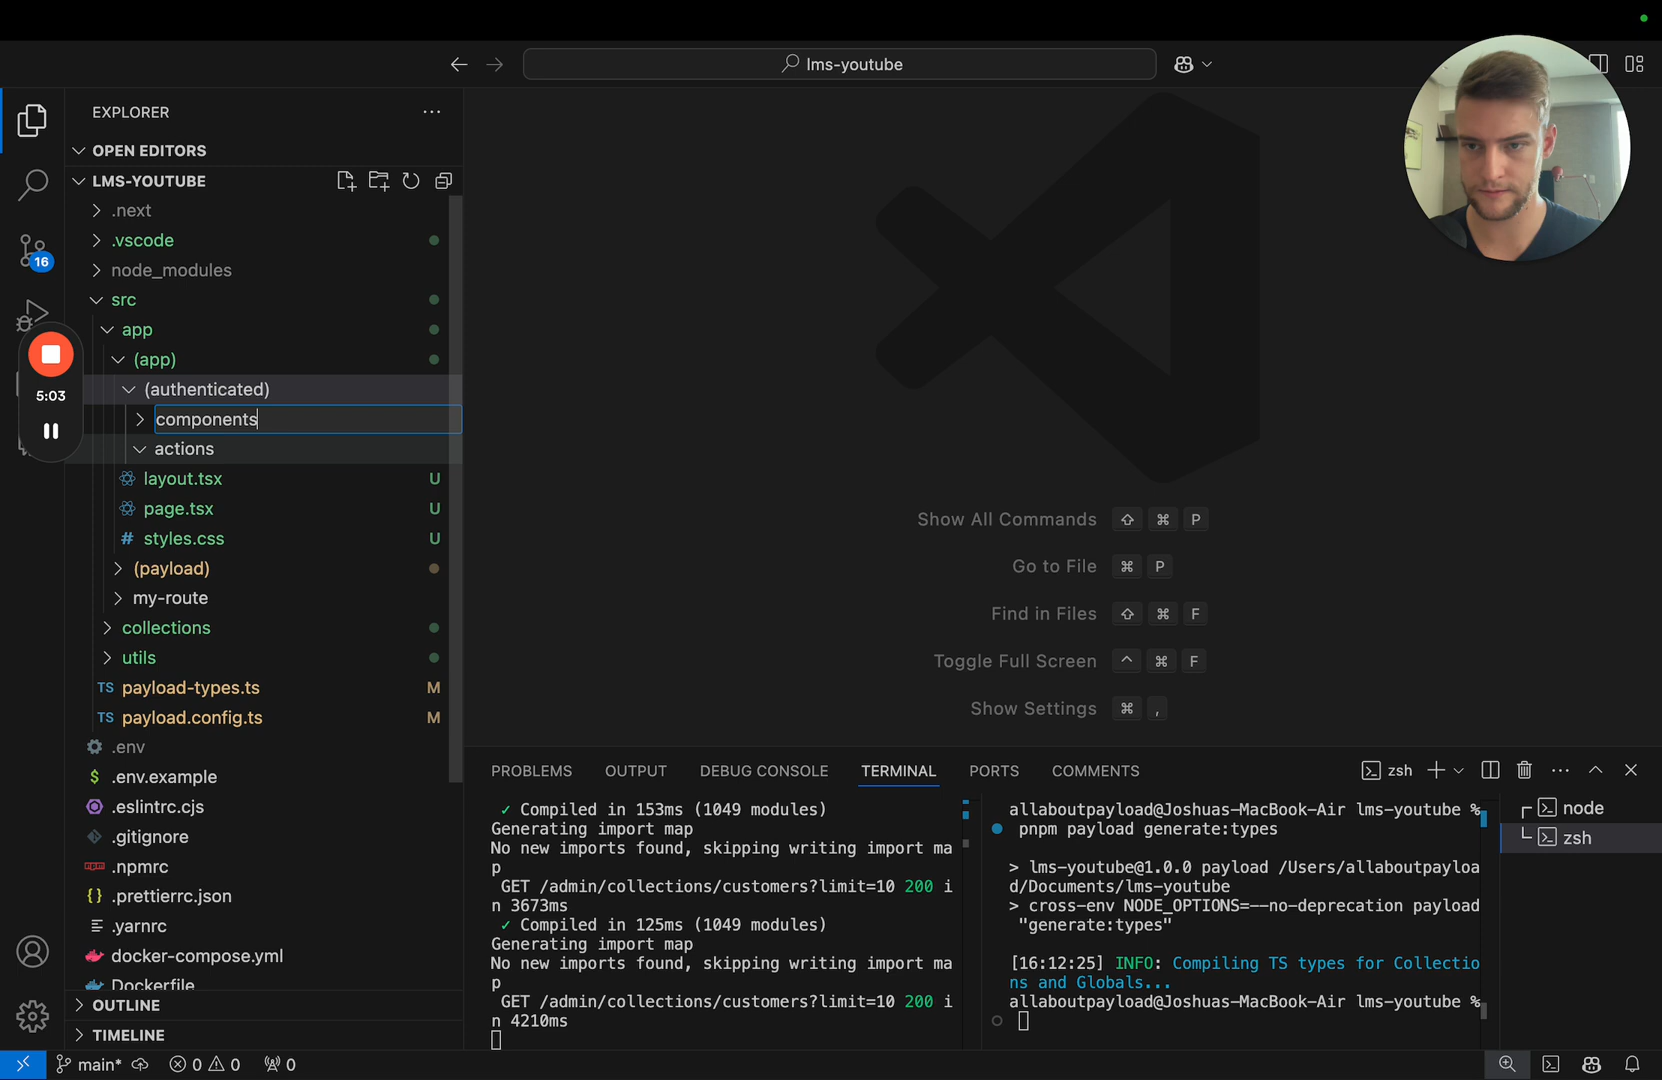 lms-youtube
EXPLORER
OPEN EDITORS
LMS-YOUTUBE
.next
.vscode
node_modules
16
src
app
(app)
(authenticated)
5:03
components
actions
layout.tsx U
page.tsx U
# styles.css U
(payload)
my-route
collections
utils
TS payload-types.ts M
TS payload.config.ts M
.env
$ .env.example
.eslintrc.cjs
.gitignore
npm .npmrc
{} .prettierrc.json
.yarnrc
docker-compose.yml
Dockerfile
OUTLINE
TIMELINE
Show All Commands ⇧ ⌘ P
Go to File ⌘ P
Find in Files ⇧ ⌘ F
Toggle Full Screen ^ ⌘ F
Show Settings ⌘ ,
PROBLEMS OUTPUT DEBUG CONSOLE TERMINAL PORTS COMMENTS
zsh
✓ Compiled in 153ms (1049 modules)
Generating import map
No new imports found, skipping writing import ma
p
GET /admin/collections/customers?limit=10 200 i
n 3673ms
✓ Compiled in 125ms (1049 modules)
Generating import map
No new imports found, skipping writing import ma
p
GET /admin/collections/customers?limit=10 200 i
n 4210ms
allaboutpayload@Joshuas-MacBook-Air lms-youtube %
pnpm payload generate:types
> lms-youtube@1.0.0 payload /Users/allaboutpayloa
d/Documents/lms-youtube
> cross-env NODE_OPTIONS=--no-deprecation payload
"generate:types"
[16:12:25] INFO: Compiling TS types for Collectio
ns and Globals...
allaboutpayload@Joshuas-MacBook-Air lms-youtube %
node
zsh
main* 0 0 0